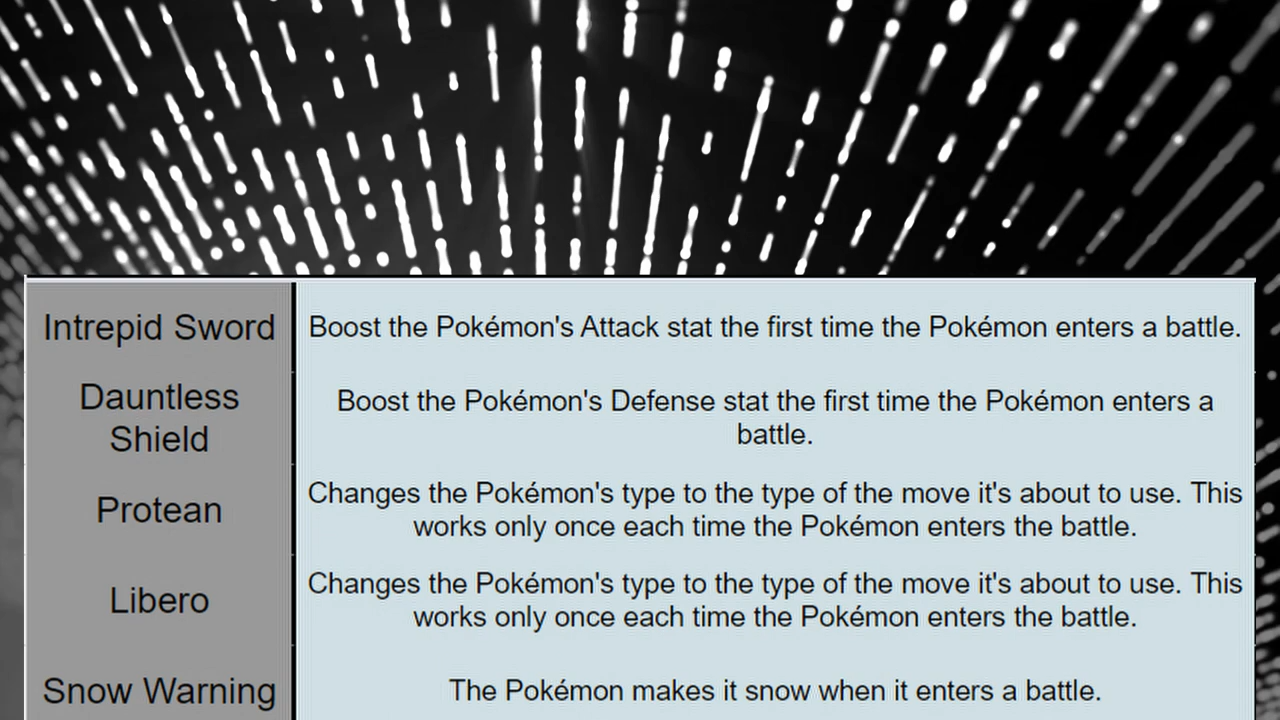 Intrepid Sword
Boost the Pokémon's Attack stat the first time the Pokémon enters a battle.
Dauntless
Shield
Boost the Pokémon's Defense stat the first time the Pokémon enters a
battle.
Protean
Changes the Pokémon's type to the type of the move it's about to use. This
works only once each time the Pokémon enters the battle.
Libero
Changes the Pokémon's type to the type of the move it's about to use. This
works only once each time the Pokémon enters the battle.
Snow Warning
The Pokémon makes it snow when it enters a battle.